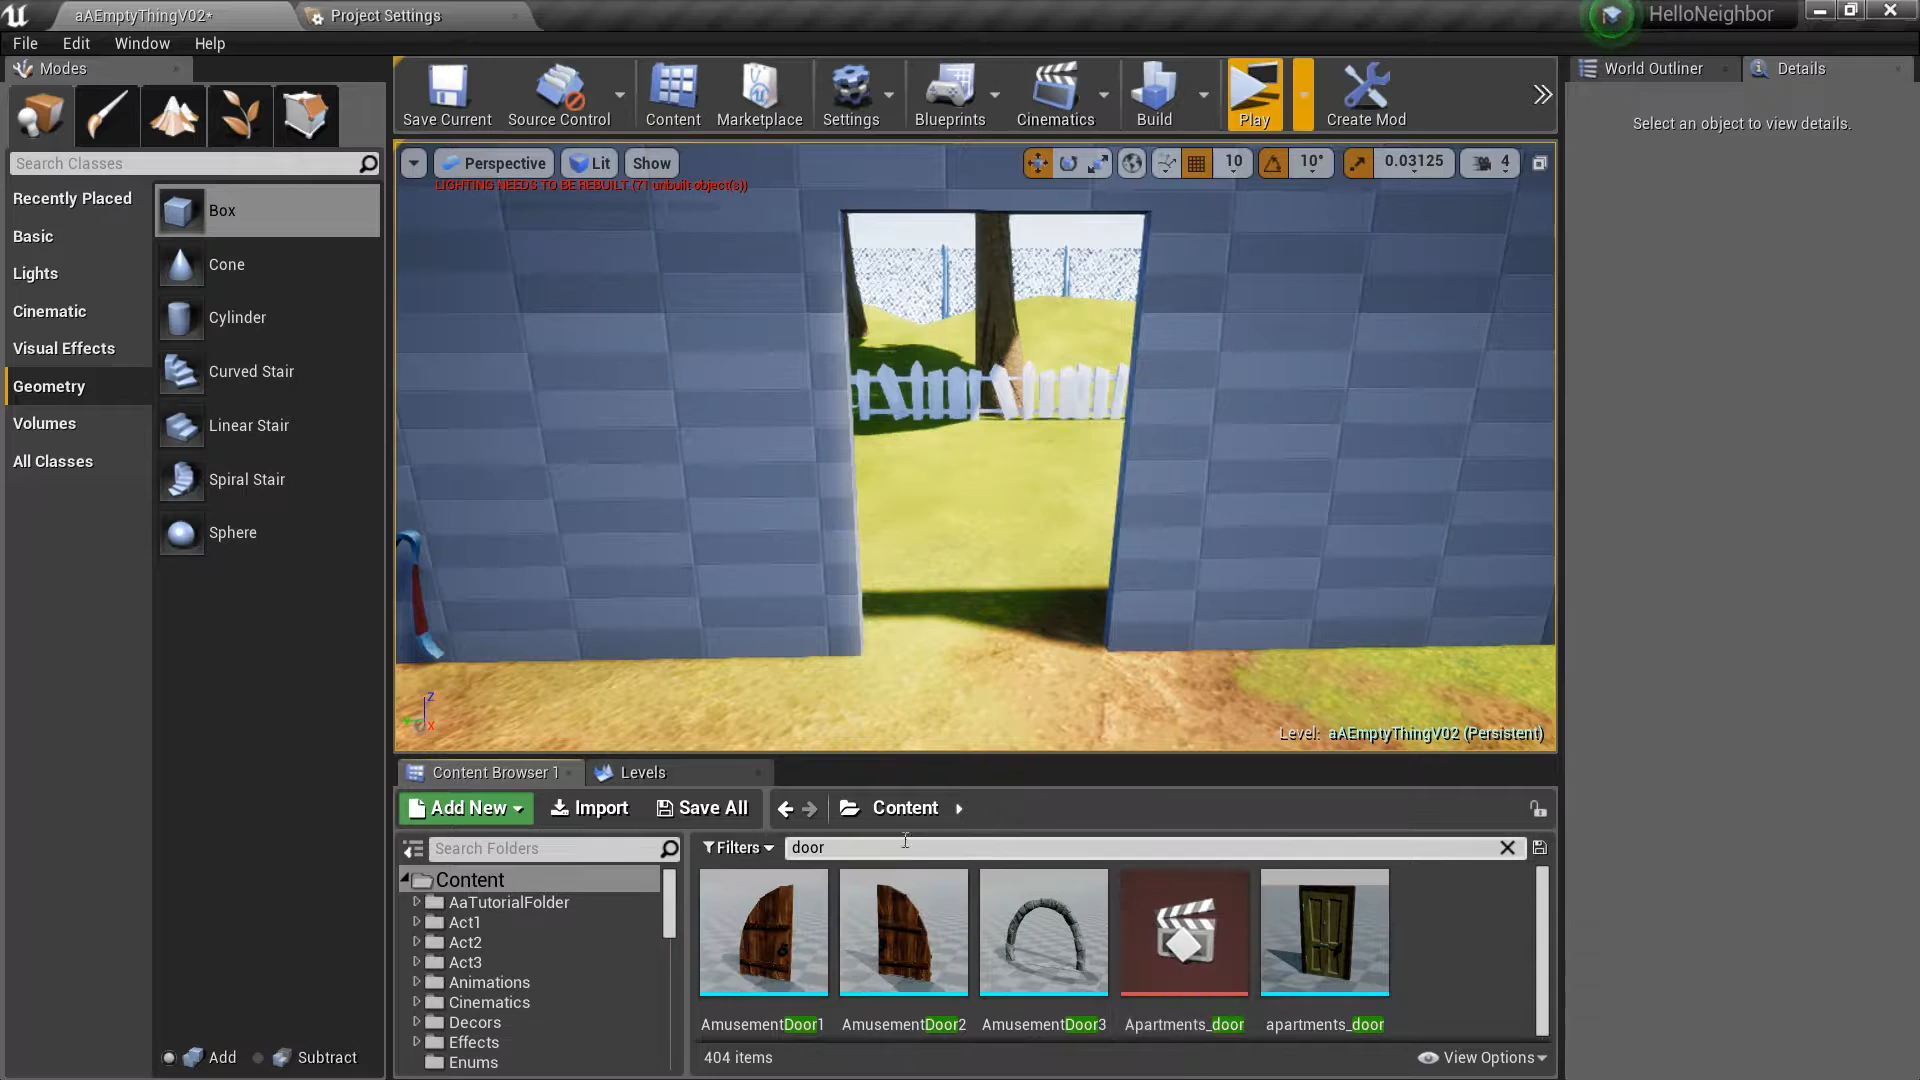 aAEmptyThingV02*
Project Settings
HelloNeighbor
File Edit Window Help
Modes
Search Classes
Recently Placed
Basic
Lights
Cinematic
Visual Effects
Geometry
Volumes
All Classes
Box
Cone
Cylinder
Curved Stair
Linear Stair
Spiral Stair
Sphere
Add Subtract
Save Current Source Control Content Marketplace Settings Blueprints Cinematics Build Play Create Mod
Perspective Lit Show
10 10° 0.03125 4
LIGHTING NEEDS TO BE REBUILT (71 unbuilt object(s))
Z
X
Level: aAEmptyThingV02 (Persistent)
World Outliner Details
Select an object to view details.
Content Browser 1 Levels
Add New Import Save All Content
Search Folders
Filters door
Content
AaTutorialFolder
Act1
Act2
Act3
Animations
Cinematics
Decors
Effects
Enums
AmusementDoor1 AmusementDoor2 AmusementDoor3 Apartments_door apartments_door
404 items
View Options